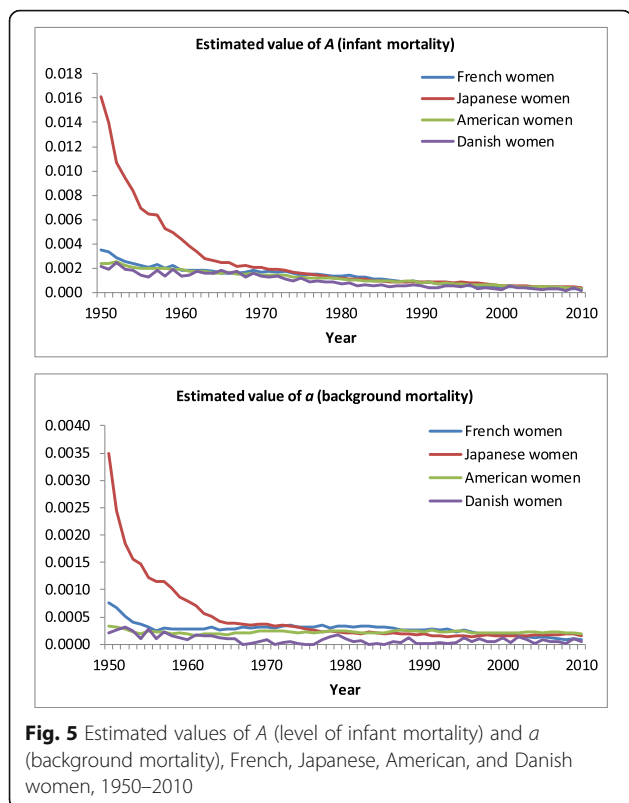 Estimated value of A (infant mortality)
0.018
0.016
0.014
0.012
0.010
0.008
0.006
0.004
0.002
0.000
French women
Japanese women
American women
Danish women
1950 1960 1970 1980 1990 2000 2010
Year
Estimated value of a (background mortality)
0.0040
0.0035
0.0030
0.0025
0.0020
0.0015
0.0010
0.0005
0.0000
French women
Japanese women
American women
Danish women
1950 1960 1970 1980 1990 2000 2010
Year
Fig. 5 Estimated values of A (level of infant mortality) and a
(background mortality), French, Japanese, American, and Danish
women, 1950–2010